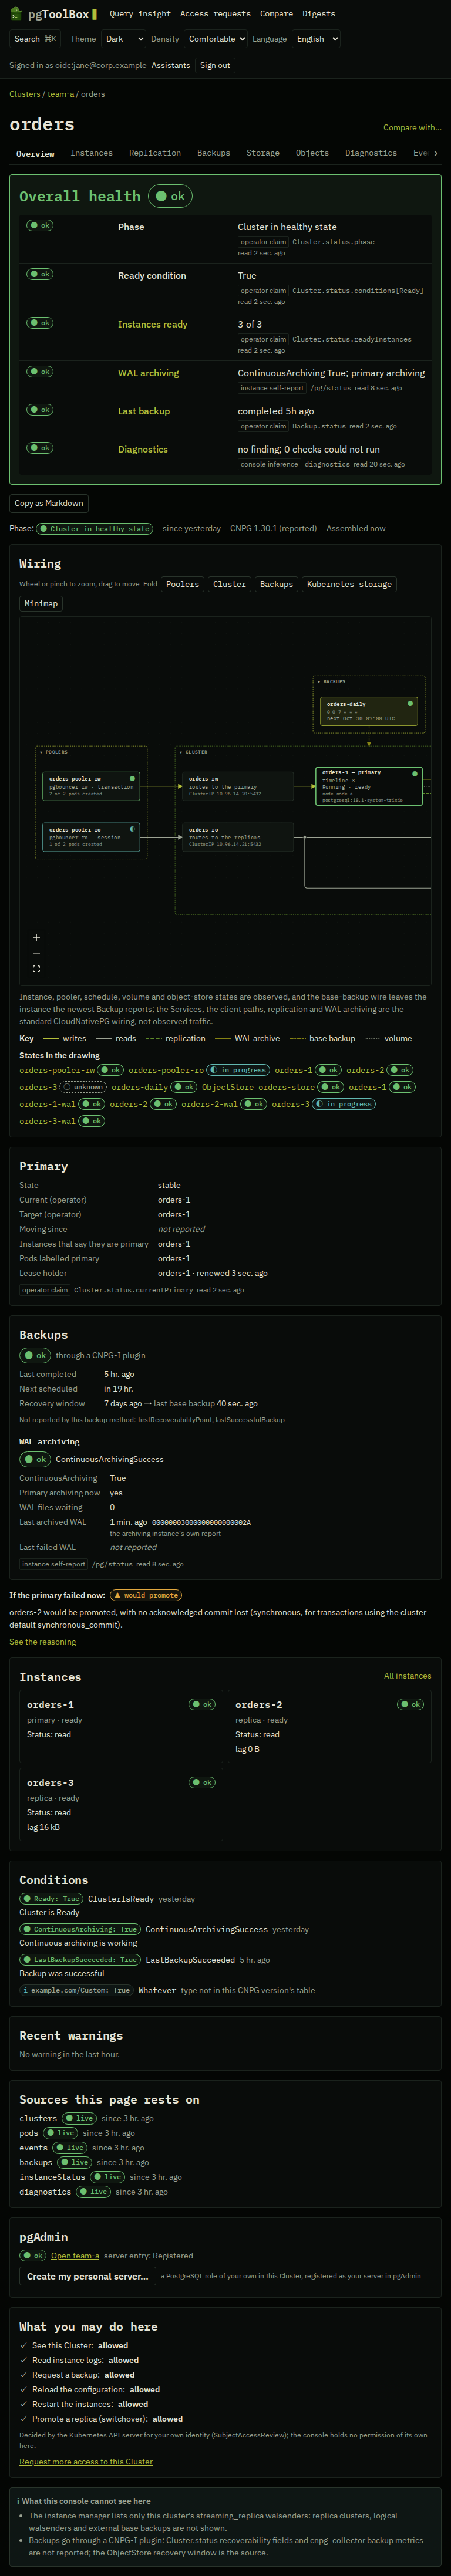 pgToolBox
Query insight Access requests Compare Digests
Search ⌘K Theme Dark Density Comfortable Language English
Signed in as oidc:jane@corp.example Assistants Sign out
Clusters / team-a / orders
orders
Compare with...
Overview Instances Replication Backups Storage Objects Diagnostics
Overall health ok
ok Phase Cluster in healthy state
operator claim Cluster.status.phase
read 2 sec. ago
ok Ready condition True
operator claim Cluster.status.conditions[Ready]
read 2 sec. ago
ok Instances ready 3 of 3
operator claim Cluster.status.readyInstances
read 2 sec. ago
ok WAL archiving ContinuousArchiving True; primary archiving
instance self-report /pg/status read 8 sec. ago
ok Last backup completed 5h ago
operator claim Backup.status read 2 sec. ago
ok Diagnostics no finding; 0 checks could not run
console inference diagnostics read 20 sec. ago
Copy as Markdown
Phase: Cluster in healthy state since yesterday CNPG 1.30.1 (reported) Assembled now
Wiring
Wheel or pinch to zoom, drag to move Fold Poolers Cluster Backups Kubernetes storage
Minimap
BACKUPS
orders-daily
next Oct 30 07:00 UTC
POOLERS
CLUSTER
orders-pooler-rw
pgbouncer rw · transaction
2 of 2 pods created
orders-rw
routes to the primary
orders-1 — primary
timeline 3
Running · ready
node node-a
orders-pooler-ro
pgbouncer ro · session
1 of 2 pods created
orders-ro
routes to the replicas
Instance, pooler, schedule, volume and object-store states are observed, and the base-backup wire leaves the
instance the newest Backup reports; the Services, the client paths, replication and WAL archiving are the
standard CloudNativePG wiring, not observed traffic.
Key writes reads replication WAL archive base backup volume
States in the drawing
orders-pooler-rw ok orders-pooler-ro in progress orders-1 ok orders-2 ok
orders-3 unknown orders-daily ok ObjectStore orders-store ok orders-1 ok
orders-1-wal ok orders-2 ok orders-2-wal ok orders-3 in progress
orders-3-wal ok
Primary
State stable
Current (operator) orders-1
Target (operator) orders-1
Moving since not reported
Instances that say they are primary orders-1
Pods labelled primary orders-1
Lease holder orders-1 · renewed 3 sec. ago
operator claim Cluster.status.currentPrimary read 2 sec. ago
Backups
ok through a CNPG-I plugin
Last completed 5 hr. ago
Next scheduled in 19 hr.
Recovery window 7 days ago → last base backup 40 sec. ago
Not reported by this backup method: firstRecoverabilityPoint, lastSuccessfulBackup
WAL archiving
ok ContinuousArchivingSuccess
ContinuousArchiving True
Primary archiving now yes
WAL files waiting 0
Last archived WAL 1 min. ago 00000003000000000000002A
the archiving instance's own report
Last failed WAL not reported
instance self-report /pg/status read 8 sec. ago
If the primary failed now: would promote
orders-2 would be promoted, with no acknowledged commit lost (synchronous, for transactions using the cluster
default synchronous_commit).
See the reasoning
Instances
All instances
orders-1 ok
primary · ready
Status: read
orders-2 ok
replica · ready
Status: read
lag 0 B
orders-3 ok
replica · ready
Status: read
lag 16 kB
Conditions
Ready: True ClusterIsReady yesterday
Cluster is Ready
ContinuousArchiving: True ContinuousArchivingSuccess yesterday
Continuous archiving is working
LastBackupSucceeded: True LastBackupSucceeded 5 hr. ago
Backup was successful
i example.com/Custom: True Whatever type not in this CNPG version's table
Recent warnings
No warning in the last hour.
Sources this page rests on
clusters live since 3 hr. ago
pods live since 3 hr. ago
events live since 3 hr. ago
backups live since 3 hr. ago
instanceStatus live since 3 hr. ago
diagnostics live since 3 hr. ago
pgAdmin
ok Open team-a server entry: Registered
Create my personal server... a PostgreSQL role of your own in this Cluster, registered as your server in pgAdmin
What you may do here
✓ See this Cluster: allowed
✓ Read instance logs: allowed
✓ Request a backup: allowed
✓ Reload the configuration: allowed
✓ Restart the instances: allowed
✓ Promote a replica (switchover): allowed
Decided by the Kubernetes API server for your own identity (SubjectAccessReview); the console holds no permission of its own
here.
Request more access to this Cluster
i What this console cannot see here
The instance manager lists only this cluster's streaming_replica walsenders: replica clusters, logical
walsenders and external base backups are not shown.
Backups go through a CNPG-I plugin: Cluster.status recoverability fields and cnpg_collector backup metrics
are not reported; the ObjectStore recovery window is the source.